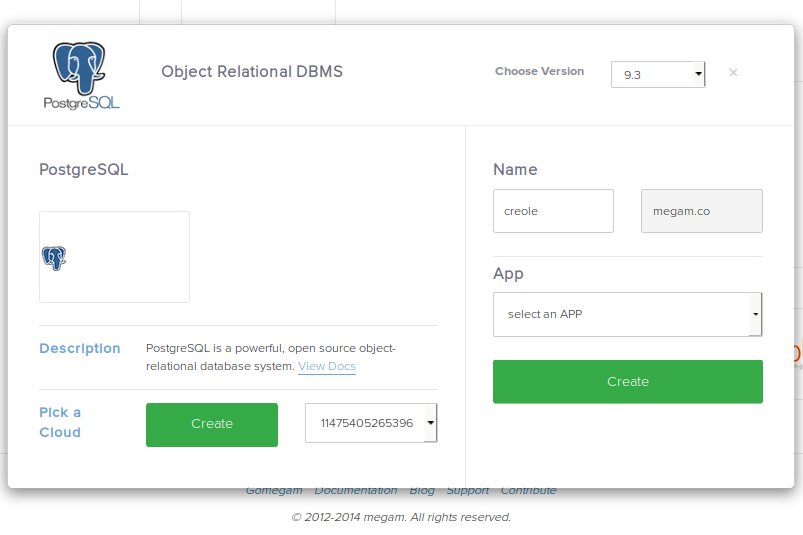 PostgreSQL
Object Relational DBMS
Choose Version
9.3
×
PostgreSQL
Description
PostgreSQL is a powerful, open source object-
relational database system. View Docs
Pick a
Cloud
Create
11475405265396
Name
creole
megam.co
App
select an APP
Create
Gomegam Documentation Blog Support Contribute
© 2012-2014 megam. All rights reserved.